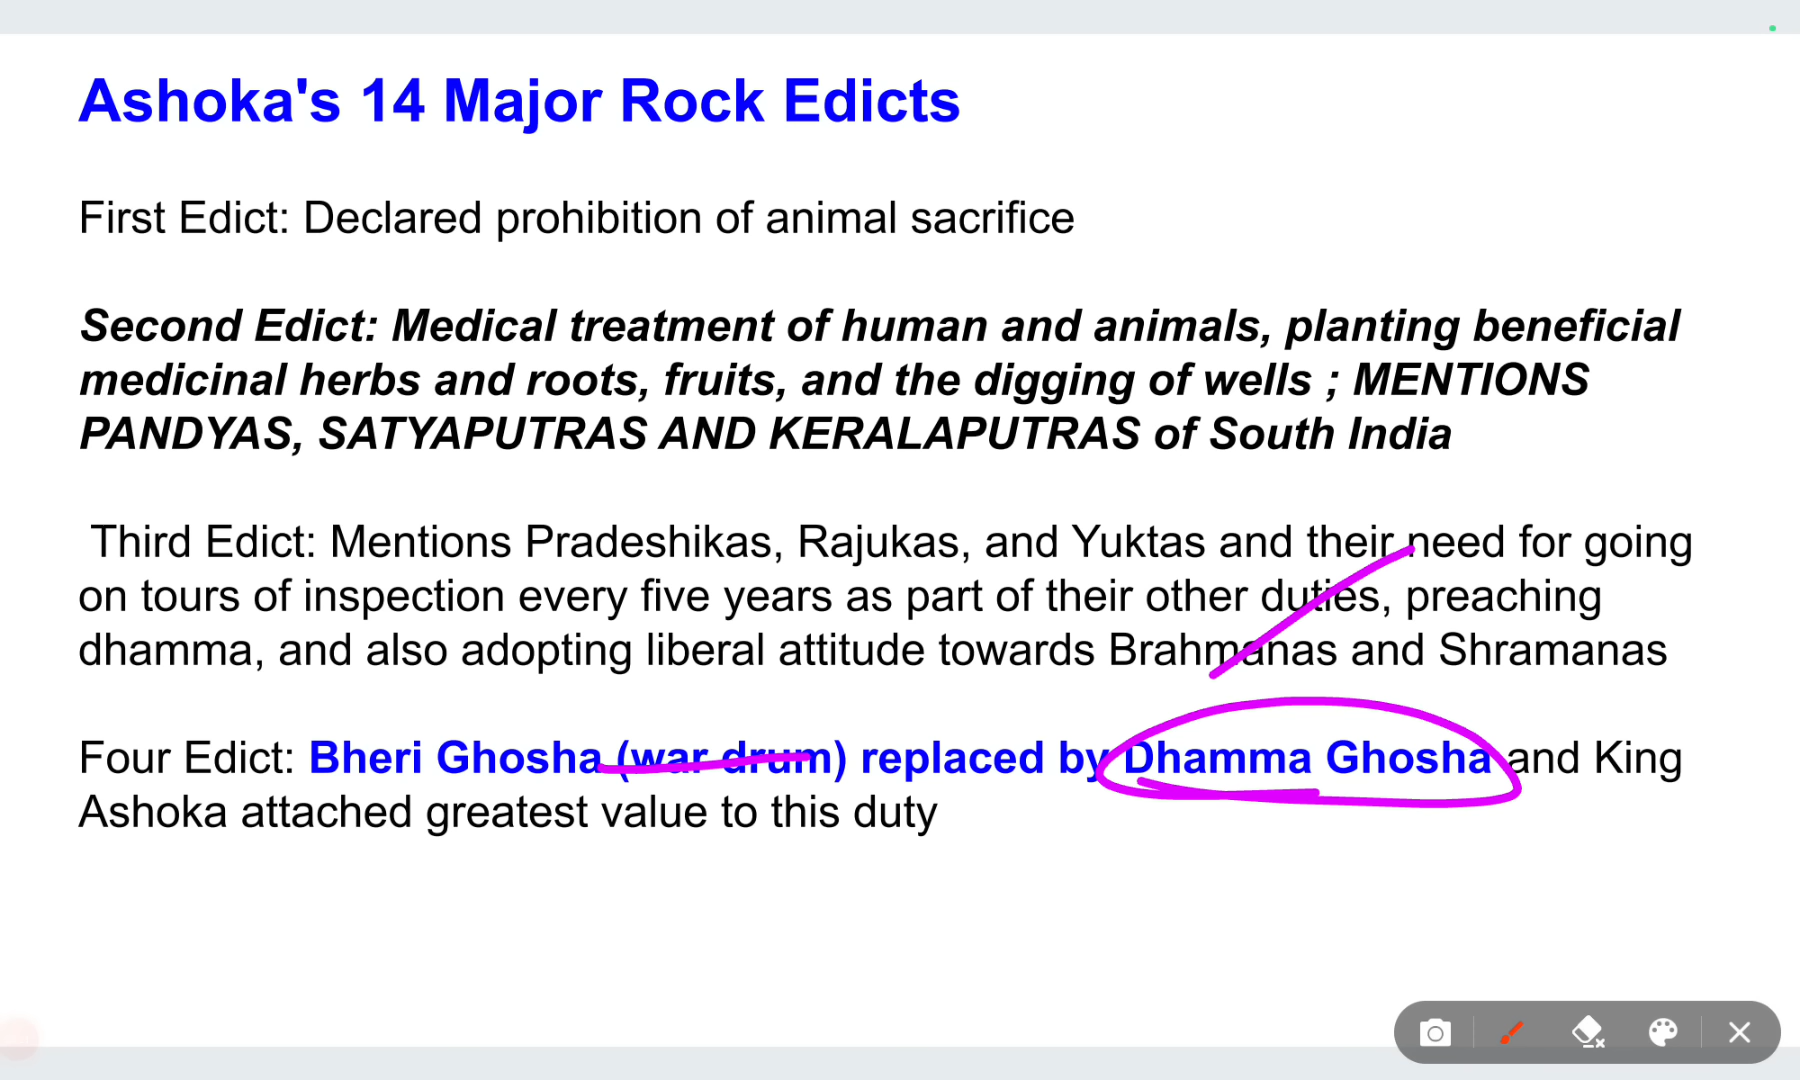 Ashoka's 14 Major Rock Edicts
First Edict: Declared prohibition of animal sacrifice
Second Edict: Medical treatment of human and animals, planting beneficial
medicinal herbs and roots, fruits, and the digging of wells ; MENTIONS
PANDYAS, SATYAPUTRAS AND KERALAPUTRAS of South India
Third Edict: Mentions Pradeshikas, Rajukas, and Yuktas and their need for going
on tours of inspection every five years as part of their other duties, preaching
dhamma, and also adopting liberal attitude towards Brahmanas and Shramanas
Four Edict: Bheri Ghosha (war drum) replaced by Dhamma Ghosha and King
Ashoka attached greatest value to this duty